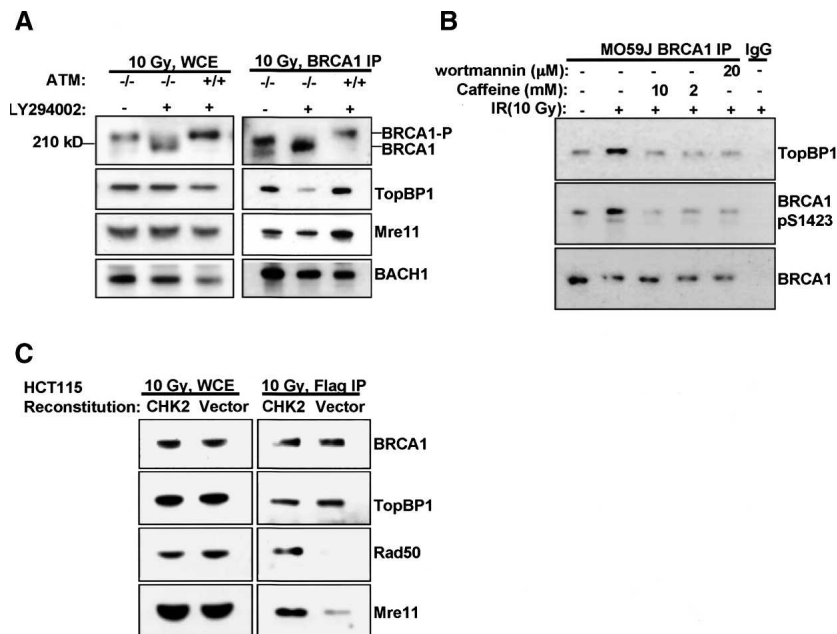 A
10 Gy, WCE
10 Gy, BRCA1 IP
ATM: -/- -/- +/+ -/- -/- +/+
LY294002: - + + - + +
210 kD
BRCA1-P
BRCA1
TopBP1
Mre11
BACH1
B
MO59J BRCA1 IP IgG
wortmannin (μM): - - - - 20 -
Caffeine (mM): - - 10 2 - -
IR(10 Gy) - + + + + +
TopBP1
BRCA1
pS1423
BRCA1
C
HCT115 10 Gy, WCE 10 Gy, Flag IP
Reconstitution: CHK2 Vector CHK2 Vector
BRCA1
TopBP1
Rad50
Mre11